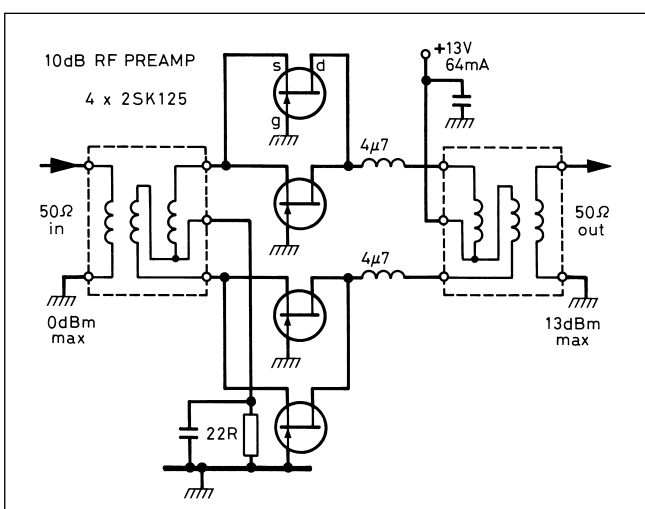 10dB RF PREAMP
4 x 2SK125
s
d
g
+13V
64mA
4µ7
50Ω
in
50Ω
out
4µ7
0dBm
max
13dBm
max
22R